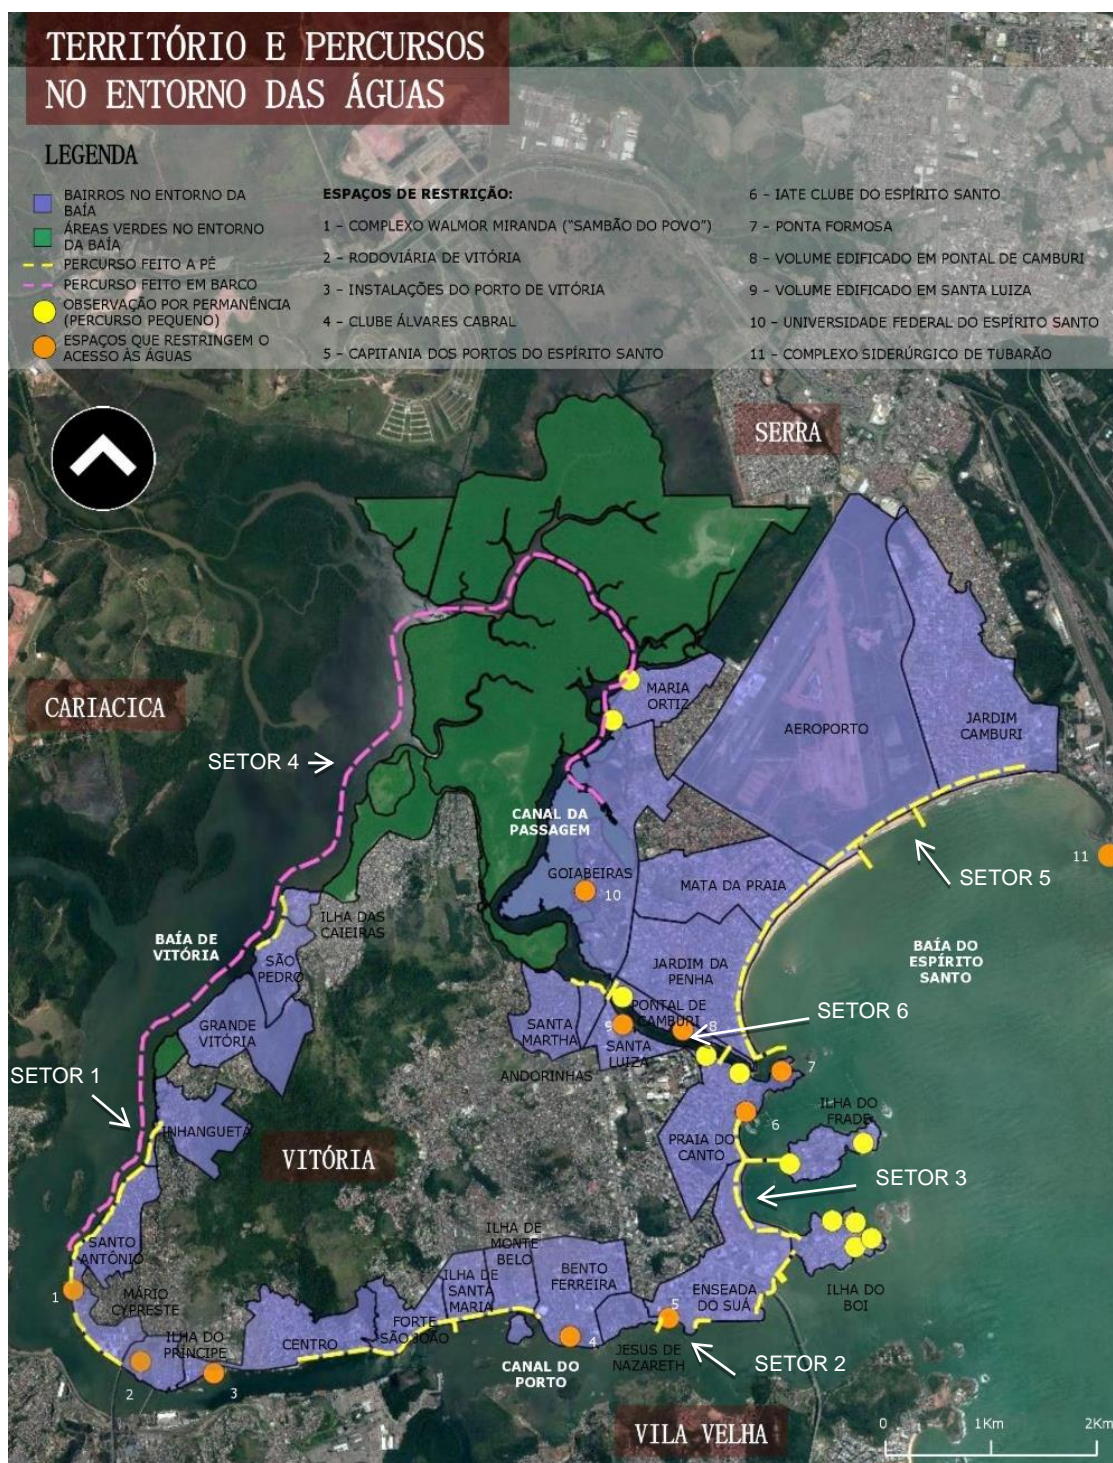 TERRITÓRIO E PERCURSOS
NO ENTORNO DAS ÁGUAS
LEGENDA
BAIRROS NO ENTORNO DA
BAÍA
ÁREAS VERDES NO ENTORNO
DA BAÍA
PERCURSO FEITO A PÉ
PERCURSO FEITO EM BARCO
OBSERVAÇÃO POR PERMANÊNCIA
(PERCURSO PEQUENO)
ESPAÇOS QUE RESTRINGEM O
ACESSO ÀS ÁGUAS
ESPAÇOS DE RESTRIÇÃO:
1 – COMPLEXO WALMOR MIRANDA ("SAMBÃO DO POVO")
2 – RODOVIÁRIA DE VITÓRIA
3 – INSTALAÇÕES DO PORTO DE VITÓRIA
4 – CLUBE ÁLVARES CABRAL
5 – CAPITANIA DOS PORTOS DO ESPÍRITO SANTO
6 – IATE CLUBE DO ESPÍRITO SANTO
7 – PONTA FORMOSA
8 – VOLUME EDIFICADO EM PONTAL DE CAMBURI
9 – VOLUME EDIFICADO EM SANTA LUIZA
10 – UNIVERSIDADE FEDERAL DO ESPÍRITO SANTO
11 – COMPLEXO SIDERÚRGICO DE TUBARÃO
SERRA
CARIACICA
MARIA
ORTIZ
AEROPORTO
JARDIM
CAMBURI
SETOR 4
CANAL DA
PASSAGEM
GOIABEIRAS
10
MATA DA PRAIA
11
SETOR 5
ILHA DAS
CAIEIRAS
BAÍA DE
VITÓRIA
SÃO
PEDRO
BAÍA DO
ESPÍRITO
SANTO
JARDIM DA
PENHA
PONTAL DE
CAMBURI
8
SETOR 6
GRANDE
VITÓRIA
SANTA
MARTHA
9
SANTA
LUIZA
ANDORINHAS
SETOR 1
7
INHANGUETA
VITÓRIA
6
ILHA DO
FRADE
PRAIA DO
CANTO
SETOR 3
SANTO
ANTÔNIO
ILHA DE
MONTE
BELO
1
MÁRIO
CYPRESTE
ILHA DE
SANTA
MARIA
BENTO
FERREIRA
ENSEADA
DO SUÁ
ILHA DO
BOI
ILHA DO
PRÍNCIPE
CENTRO
FORTE
SÃO JOÃO
5
4
JESUS DE
NAZARETH
SETOR 2
2
3
CANAL DO
PORTO
VILA VELHA
0
1Km
2Km